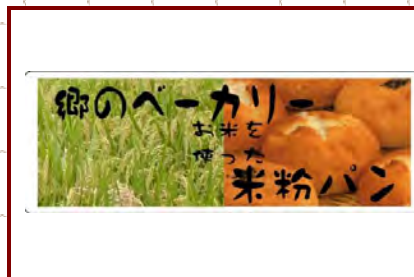 郷のベーカリー
お米を
使った
米粉パン